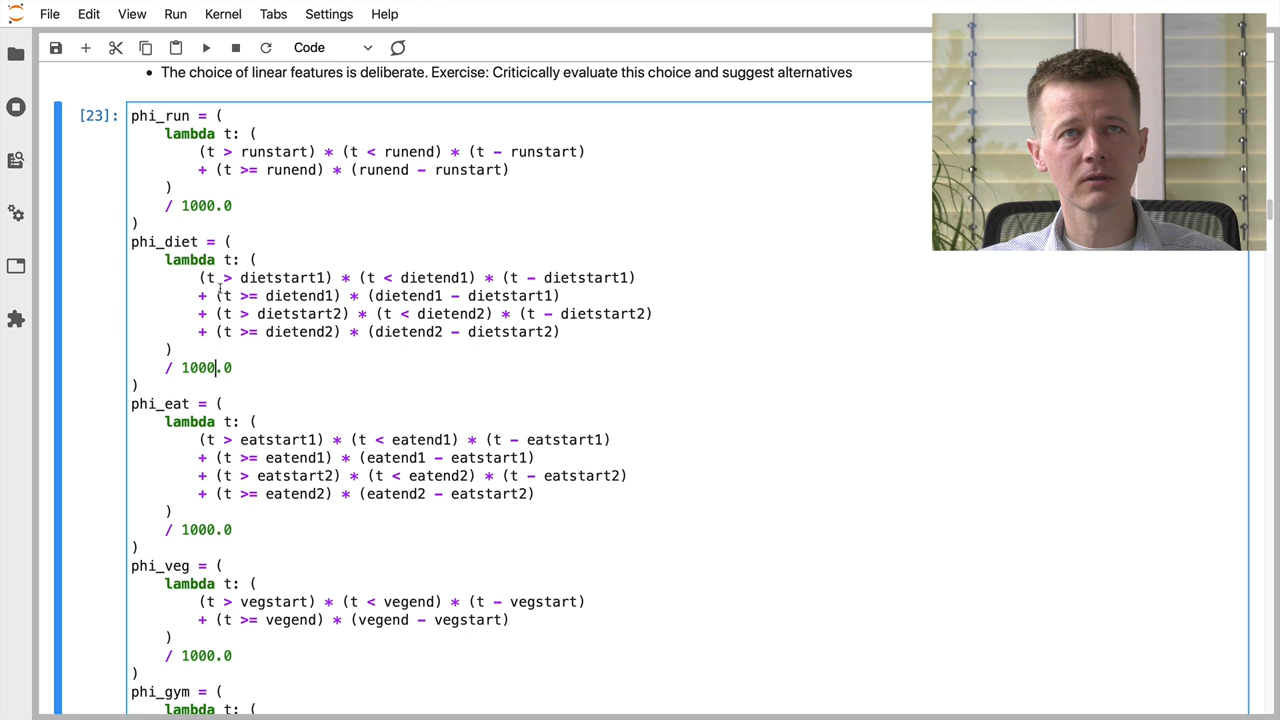 File Edit View Run Kernel Tabs Settings Help
Code
• The choice of linear features is deliberate. Exercise: Criticically evaluate this choice and suggest alternatives
[23]:
phi_run = (
    lambda t: (
        (t > runstart) * (t < runend) * (t - runstart)
        + (t >= runend) * (runend - runstart)
    )
    / 1000.0
)
phi_diet = (
    lambda t: (
        (t > dietstart1) * (t < dietend1) * (t - dietstart1)
        + (t >= dietend1) * (dietend1 - dietstart1)
        + (t > dietstart2) * (t < dietend2) * (t - dietstart2)
        + (t >= dietend2) * (dietend2 - dietstart2)
    )
    / 1000.0
)
phi_eat = (
    lambda t: (
        (t > eatstart1) * (t < eatend1) * (t - eatstart1)
        + (t >= eatend1) * (eatend1 - eatstart1)
        + (t > eatstart2) * (t < eatend2) * (t - eatstart2)
        + (t >= eatend2) * (eatend2 - eatstart2)
    )
    / 1000.0
)
phi_veg = (
    lambda t: (
        (t > vegstart) * (t < vegend) * (t - vegstart)
        + (t >= vegend) * (vegend - vegstart)
    )
    / 1000.0
)
phi_gym = (
    lambda t: (